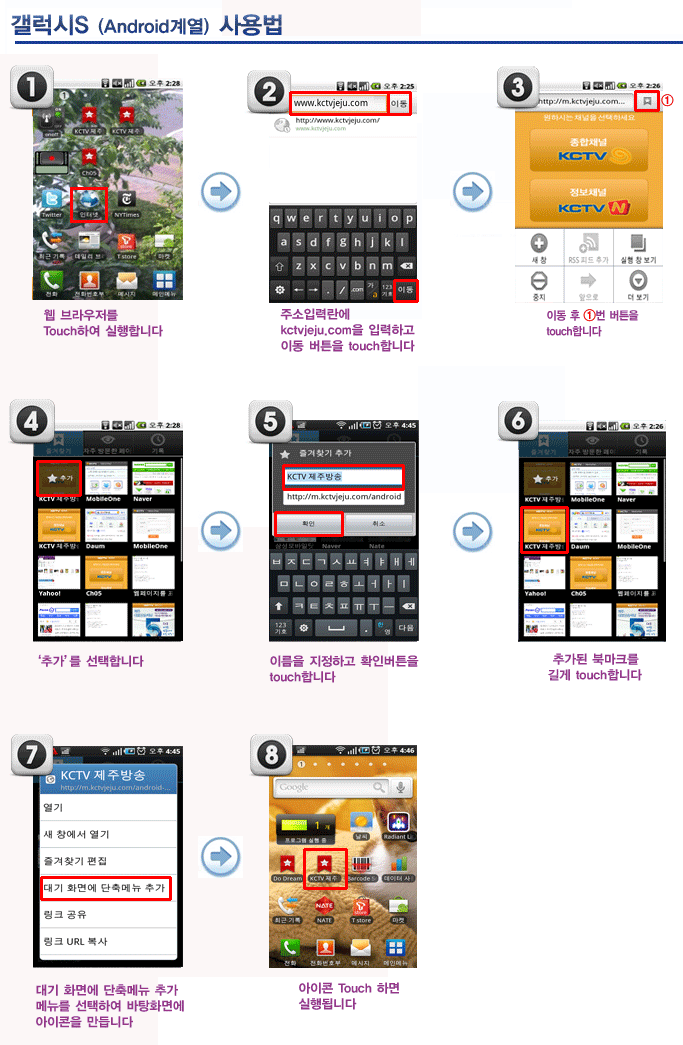 갤럭시S (Android계열) 사용법
1
오후 2:28
on/off
KCTV 제주
KCTV 제주
Ch05
Twitter
인터넷
NYTimes
최근 기록
데일리 브
T store
마켓
전화
전화번호부
메시지
메인메뉴
웹 브라우저를
Touch하여 실행합니다
2
오후 2:25
www.kctvjeju.com
이동
http://www.kctvjeju.com/
www.kctvjeju.com
q w e r t y u i o p
a s d f g h j k l
z x c v b n m
.com
가 a
123 기호
이동
주소입력란에
kctvjeju.com을 입력하고
이동 버튼을 touch합니다
3
오후 2:26
http://m.kctvjeju.com...
①
원하시는 채널을 선택하세요
종합채널
KCTV
정보채널
KCTV N
새 창
RSS 피드 추가
실행 창 보기
중지
앞으로
더 보기
이동 후 ①번 버튼을
touch합니다
4
오후 2:28
즐겨찾기
자주 방문한 페이
기록
추가
KCTV 제주방
MobileOne
Naver
KCTV 제주방
Daum
MobileOne
Yahoo!
Ch05
웹페이지를 표
'추가'를 선택합니다
5
오후 4:45
즐겨찾기 추가
KCTV 제주방송
http://m.kctvjeju.com/android
확인
취소
삼성모바일닷
Naver
Nate
ㅂ ㅈ ㄷ ㄱ ㅅ ㅛ ㅕ ㅑ ㅐ ㅔ
ㅁ ㄴ ㅇ ㄹ ㅎ ㅗ ㅓ ㅏ ㅣ
ㅋ ㅌ ㅊ ㅍ ㅠ ㅜ ㅡ
123 기호
한 영
다음
이름을 지정하고 확인버튼을
touch합니다
6
오후 2:26
즐겨찾기
자주 방문한 페이
기록
추가
KCTV 제주방
MobileOne
Naver
KCTV 제주방
Daum
MobileOne
Yahoo!
Ch05
웹페이지를 표
추가된 북마크를
길게 touch합니다
7
오후 4:45
KCTV 제주방송
http://m.kctvjeju.com/android-...
열기
새 창에서 열기
즐겨찾기 편집
대기 화면에 단축메뉴 추가
링크 공유
링크 URL 복사
대기 화면에 단축메뉴 추가
메뉴를 선택하여 바탕화면에
아이콘을 만듭니다
8
오후 4:46
Google
1 개
프로그램 실행 중
날씨
Radiant Li
Do Dream
KCTV 제주
Barcode S
데이터 사
최근 기록
NATE
T store
마켓
전화
전화번호부
메시지
메인메뉴
아이콘 Touch 하면
실행됩니다